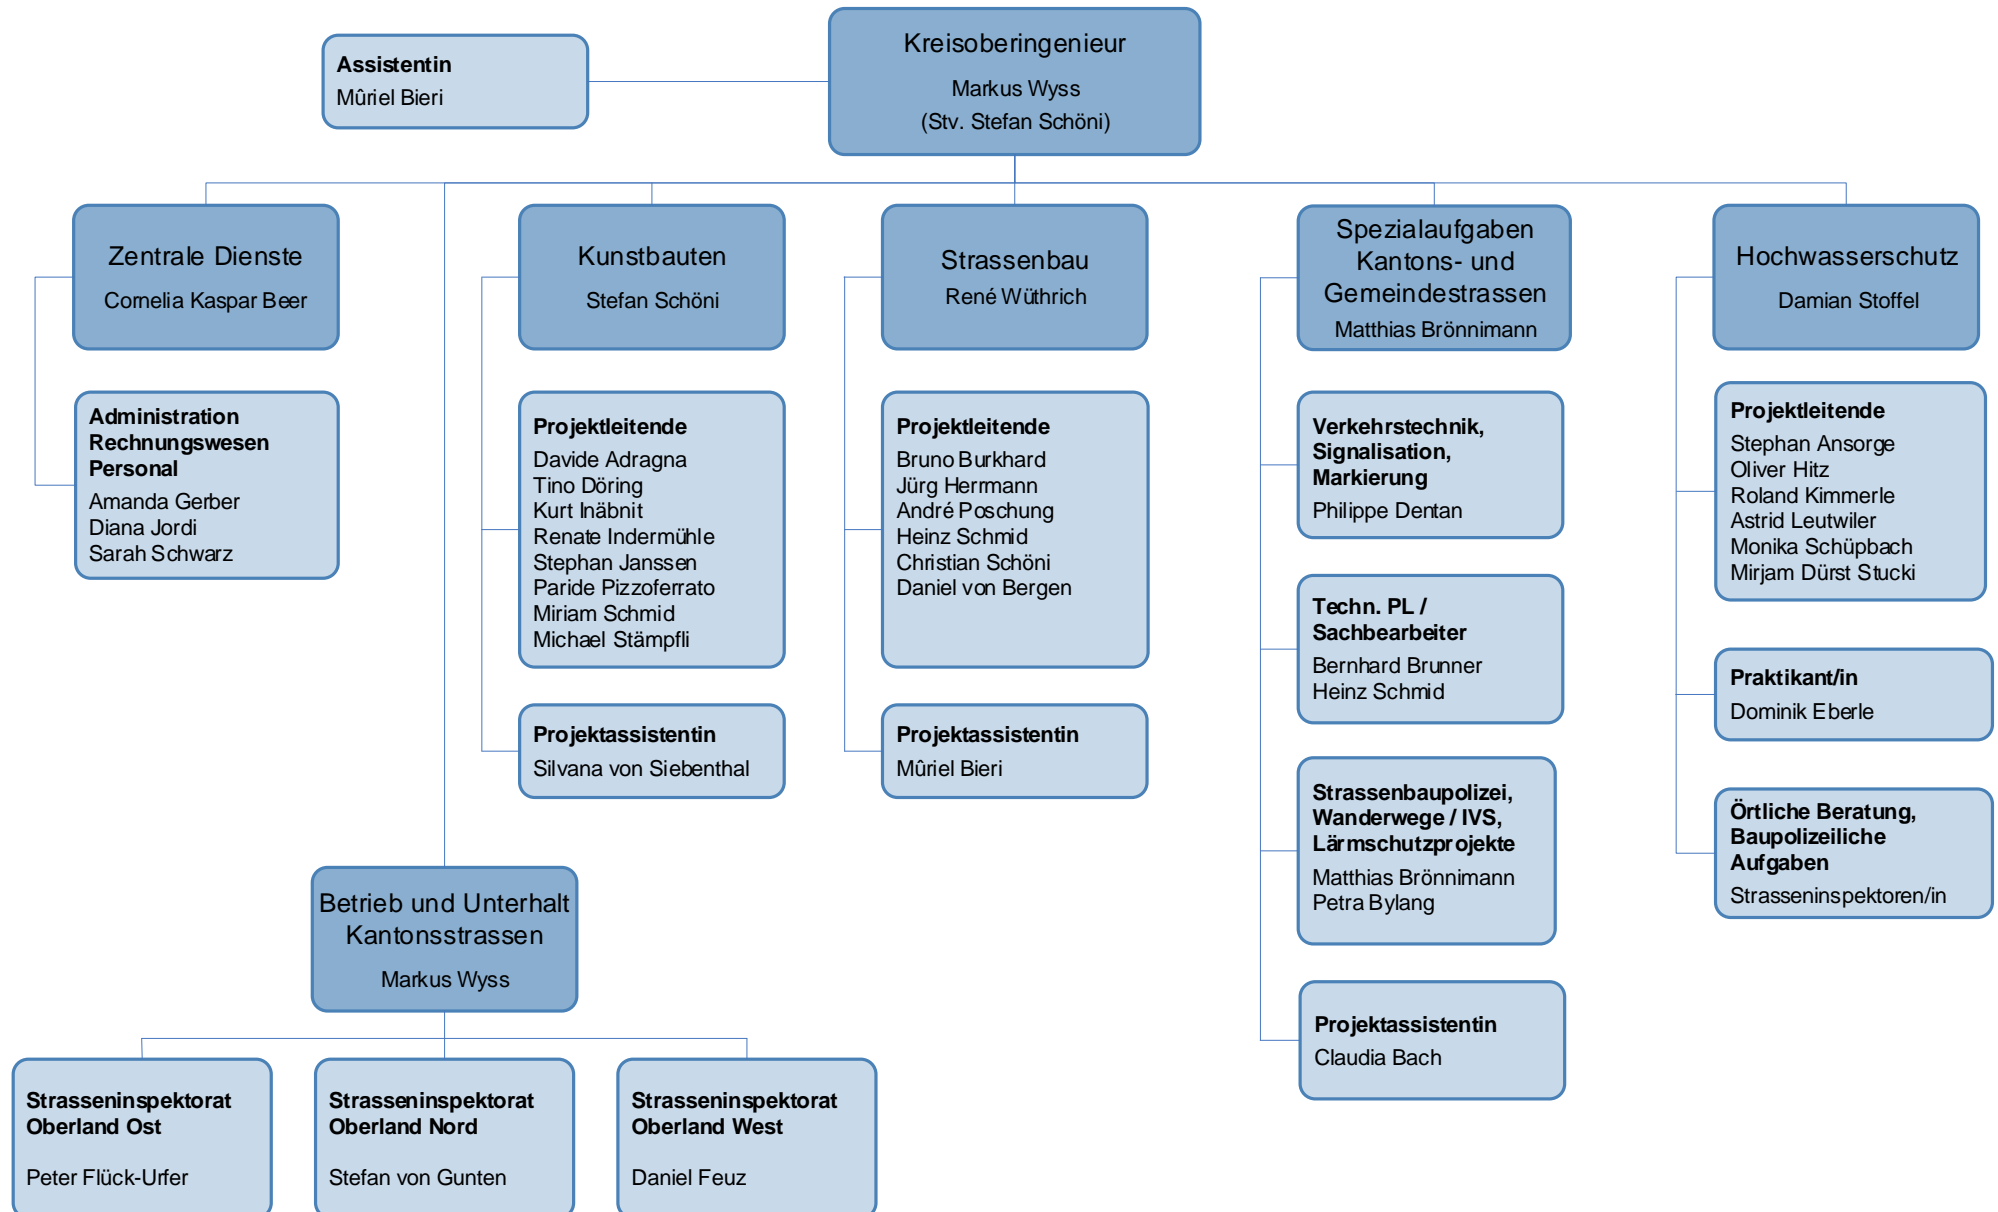 Kreisoberingenieur
Markus Wyss
(Stv. Stefan Schöni)
Assistentin
Mûriel Bieri
Zentrale Dienste
Cornelia Kaspar Beer
Administration
Rechnungswesen
Personal
Amanda Gerber
Diana Jordi
Sarah Schwarz
Kunstbauten
Stefan Schöni
Projektleitende
Davide Adragna
Tino Döring
Kurt Inäbnit
Renate Indermühle
Stephan Janssen
Paride Pizzoferrato
Miriam Schmid
Michael Stämpfli
Projektassistentin
Silvana von Siebenthal
Strassenbau
René Wüthrich
Projektleitende
Bruno Burkhard
Jürg Herrmann
André Poschung
Heinz Schmid
Christian Schöni
Daniel von Bergen
Projektassistentin
Mûriel Bieri
Spezialaufgaben
Kantons- und
Gemeindestrassen
Matthias Brönnimann
Verkehrstechnik,
Signalisation,
Markierung
Philippe Dentan
Techn. PL /
Sachbearbeiter
Bernhard Brunner
Heinz Schmid
Strassenbaupolizei,
Wanderwege / IVS,
Lärmschutzprojekte
Matthias Brönnimann
Petra Bylang
Projektassistentin
Claudia Bach
Hochwasserschutz
Damian Stoffel
Projektleitende
Stephan Ansorge
Oliver Hitz
Roland Kimmerle
Astrid Leutwiler
Monika Schüpbach
Mirjam Dürst Stucki
Praktikant/in
Dominik Eberle
Örtliche Beratung,
Baupolizeiliche
Aufgaben
Strasseninspektoren/in
Betrieb und Unterhalt
Kantonsstrassen
Markus Wyss
Strasseninspektorat
Oberland Ost
Peter Flück-Urfer
Strasseninspektorat
Oberland Nord
Stefan von Gunten
Strasseninspektorat
Oberland West
Daniel Feuz